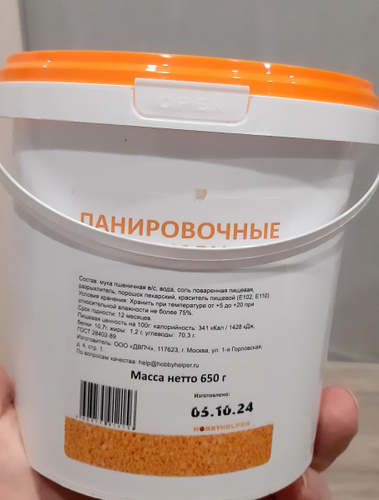 OPEN
ПАНИРОВОЧНЫЕ
Состав: мука пшеничная в/с, вода, соль поваренная пищевая,
разрыхлитель, порошок пекарский, краситель пищевой (Е102, Е110)
Условия хранения: Хранить при температуре от +5 до +20 при
относительной влажности не более 75%.
Срок годности: 12 месяцев.
Пищевая ценность на 100г: калорийность: 341 кКал / 1428 кДж,
белки: 10,7г, жиры: 1,2 г, углеводы: 70,3 г.
ГОСТ 28402-89
Изготовитель: ООО «ДВПЧ», 117623, г. Москва, ул. 1-я Горловская,
д. 4, стр. 1
По вопросам качества: help@hobbyhelper.ru
Масса нетто 650 г
Изготовлено:
03.10.24
HOBBYHELPER